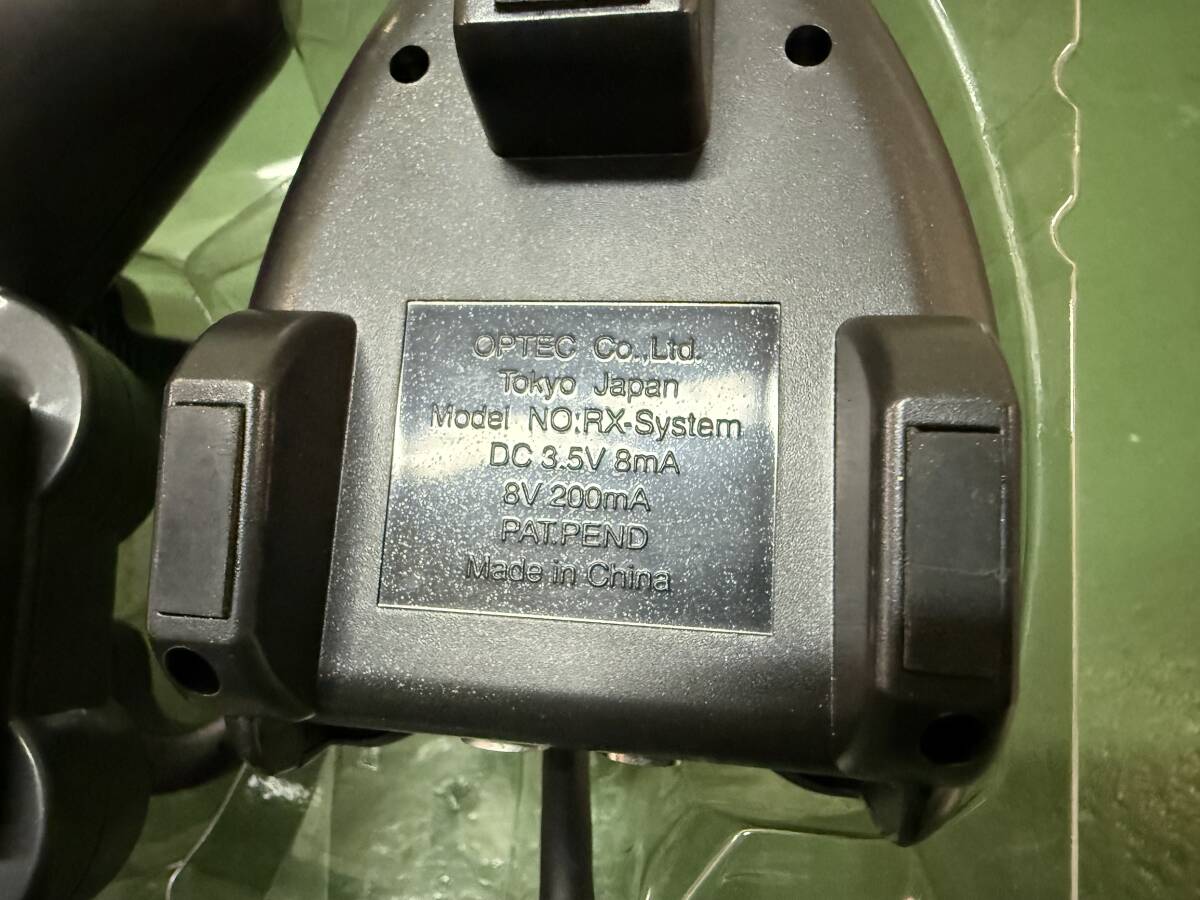 OPTEC Co.,Ltd.
Tokyo Japan
Model NO:RX-System
DC 3.5V 8mA
8V 200mA
PAT.PEND
Made in China